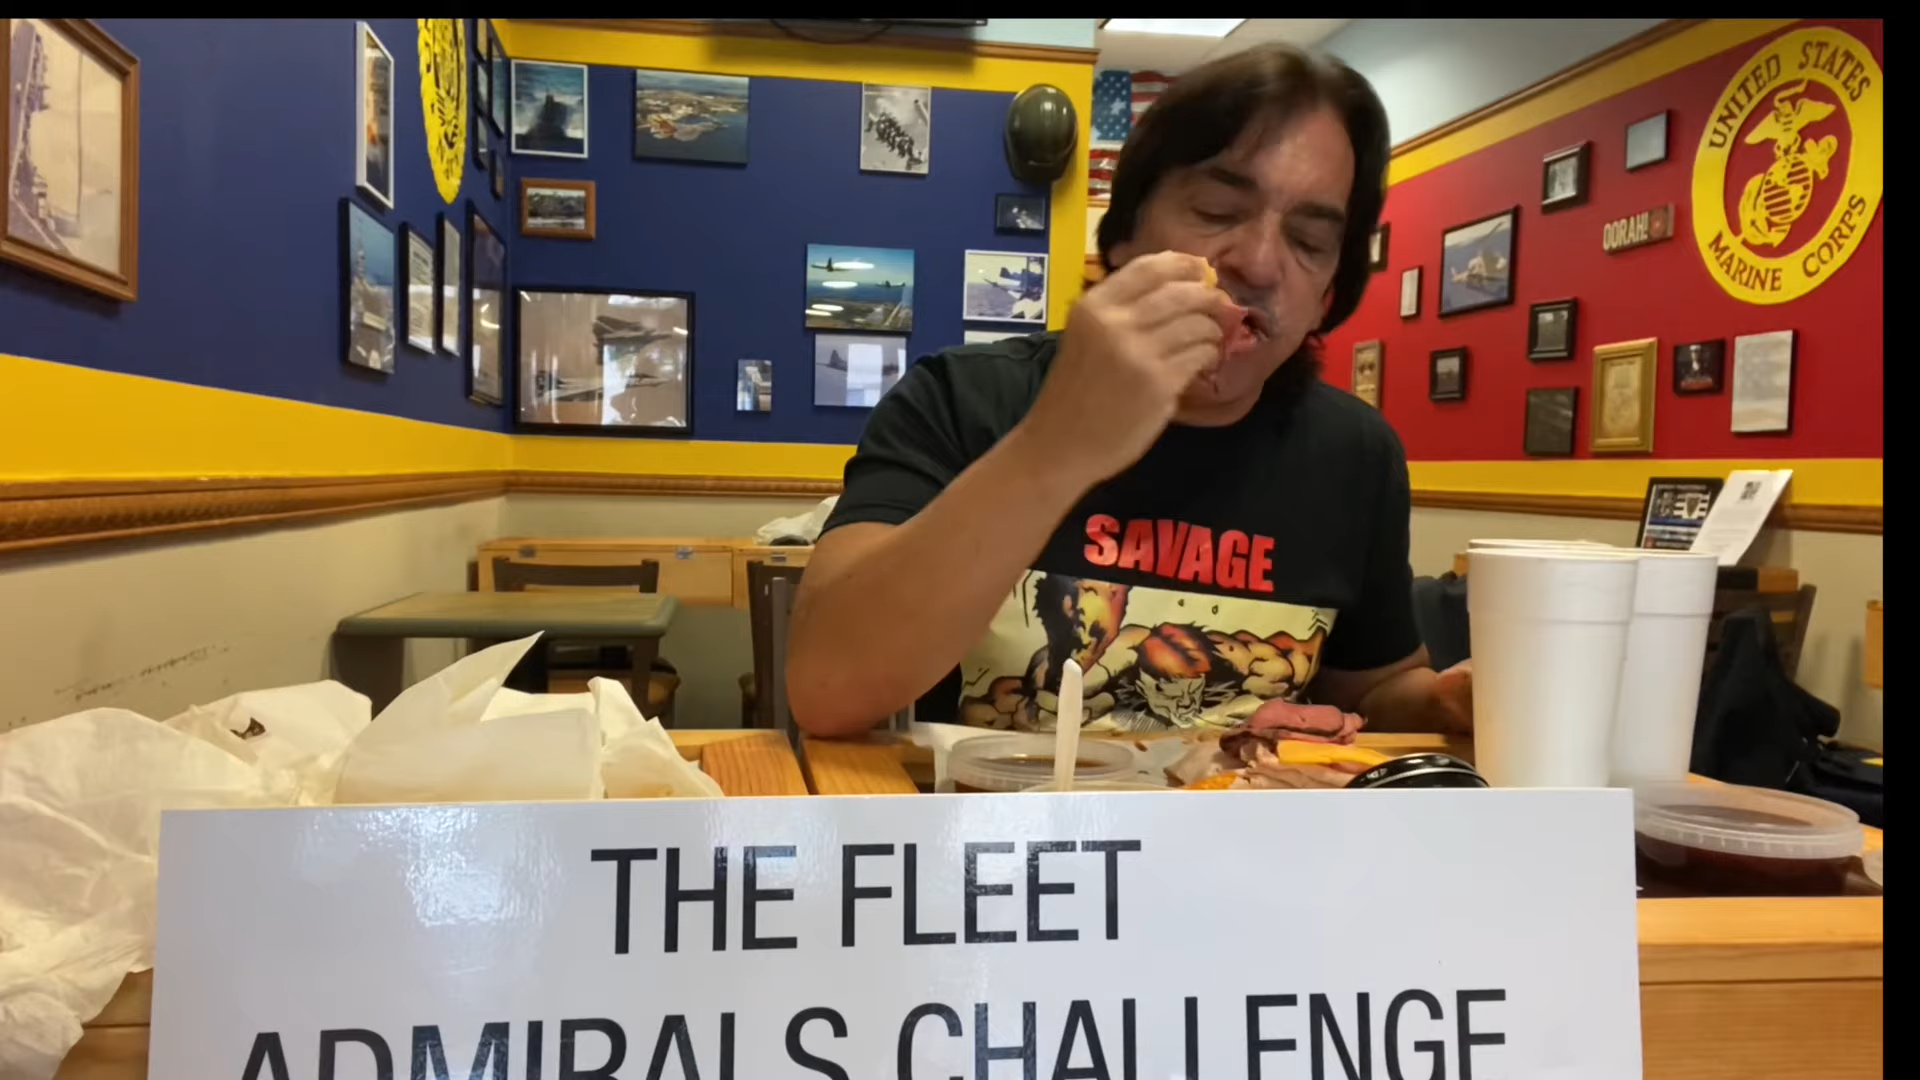 UNITED STATES
MARINE CORPS
OORAH!
SAVAGE
THE FLEET
ADMIRALS CHALLENGE